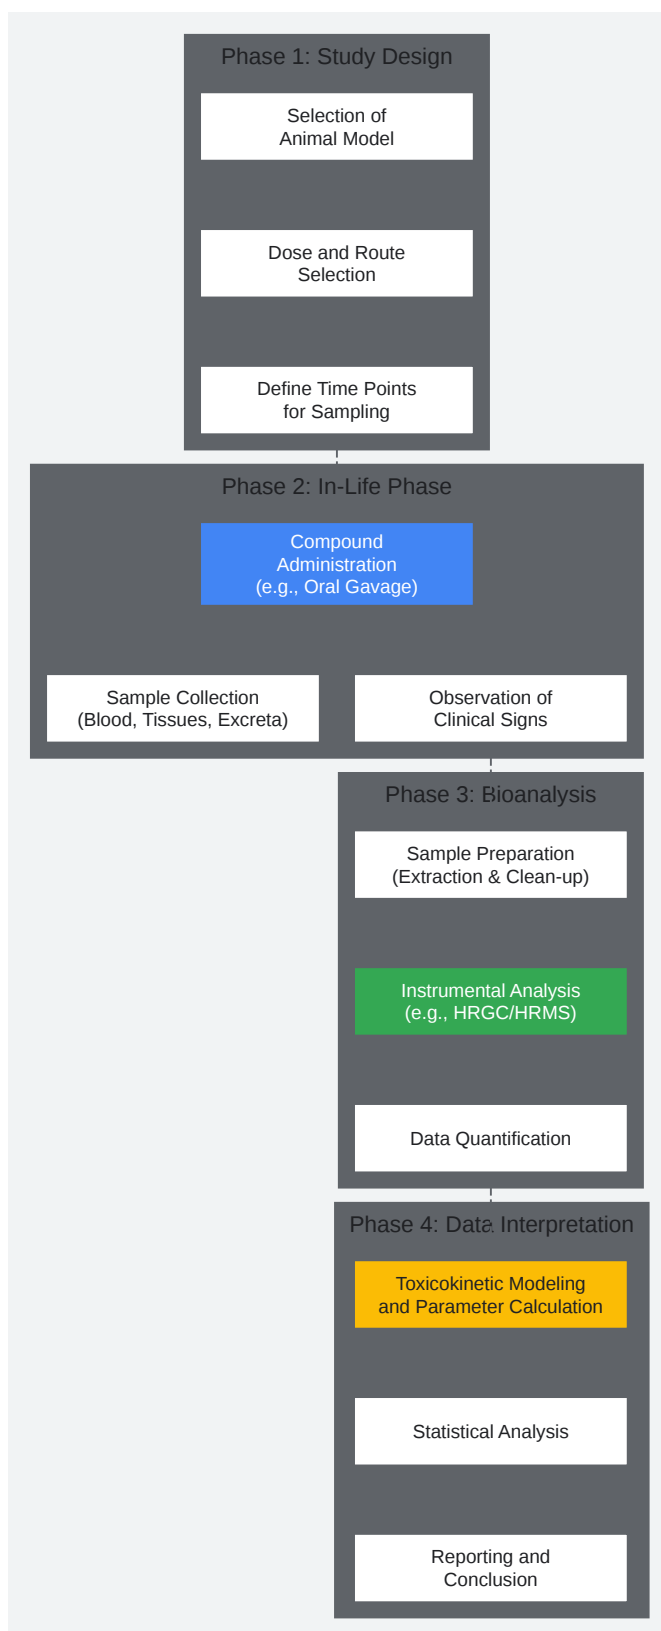 Phase 1: Study Design
Selection of
Animal Model
Dose and Route
Selection
Define Time Points
for Sampling
Phase 2: In-Life Phase
Compound
Administration
(e.g., Oral Gavage)
Sample Collection
(Blood, Tissues, Excreta)
Observation of
Clinical Signs
Phase 3: Bioanalysis
Sample Preparation
(Extraction & Clean-up)
Instrumental Analysis
(e.g., HRGC/HRMS)
Data Quantification
Phase 4: Data Interpretation
Toxicokinetic Modeling
and Parameter Calculation
Statistical Analysis
Reporting and
Conclusion